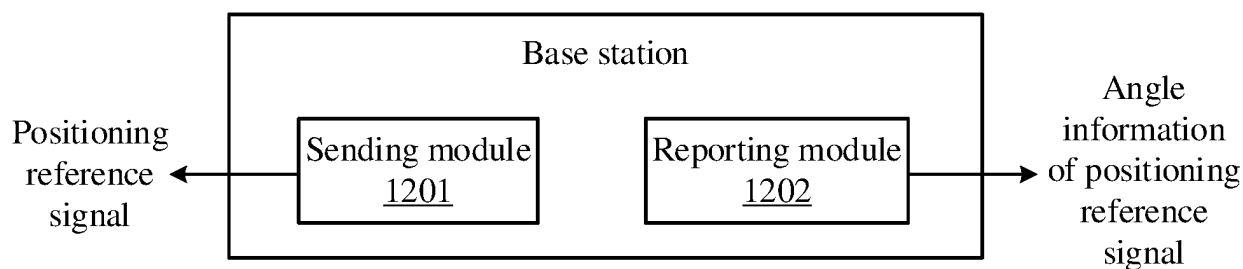 Base station
Positioning
reference
signal
Sending module
1201
Reporting module
1202
Angle
information
of positioning
reference
signal